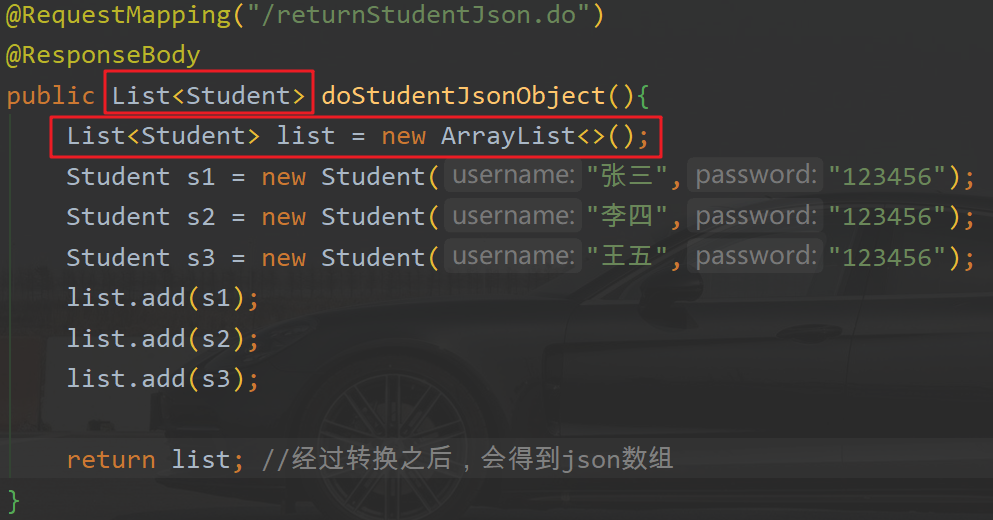 @RequestMapping("/returnStudentJson.do")
@ResponseBody
public List<Student> doStudentJsonObject(){
List<Student> list = new ArrayList<>();
Student s1 = new Student( username: "张三", password: "123456");
Student s2 = new Student( username: "李四", password: "123456");
Student s3 = new Student( username: "王五", password: "123456");
list.add(s1);
list.add(s2);
list.add(s3);
return list; //经过转换之后，会得到json数组
}